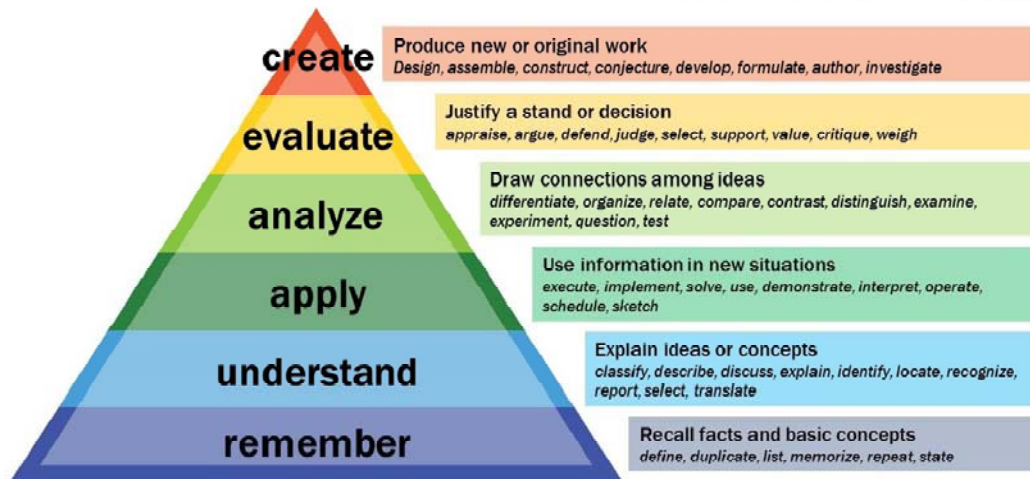 create
Produce new or original work
Design, assemble, construct, conjecture, develop, formulate, author, investigate
evaluate
Justify a stand or decision
appraise, argue, defend, judge, select, support, value, critique, weigh
analyze
Draw connections among ideas
differentiate, organize, relate, compare, contrast, distinguish, examine,
experiment, question, test
apply
Use information in new situations
execute, implement, solve, use, demonstrate, interpret, operate,
schedule, sketch
understand
Explain ideas or concepts
classify, describe, discuss, explain, identify, locate, recognize,
report, select, translate
remember
Recall facts and basic concepts
define, duplicate, list, memorize, repeat, state